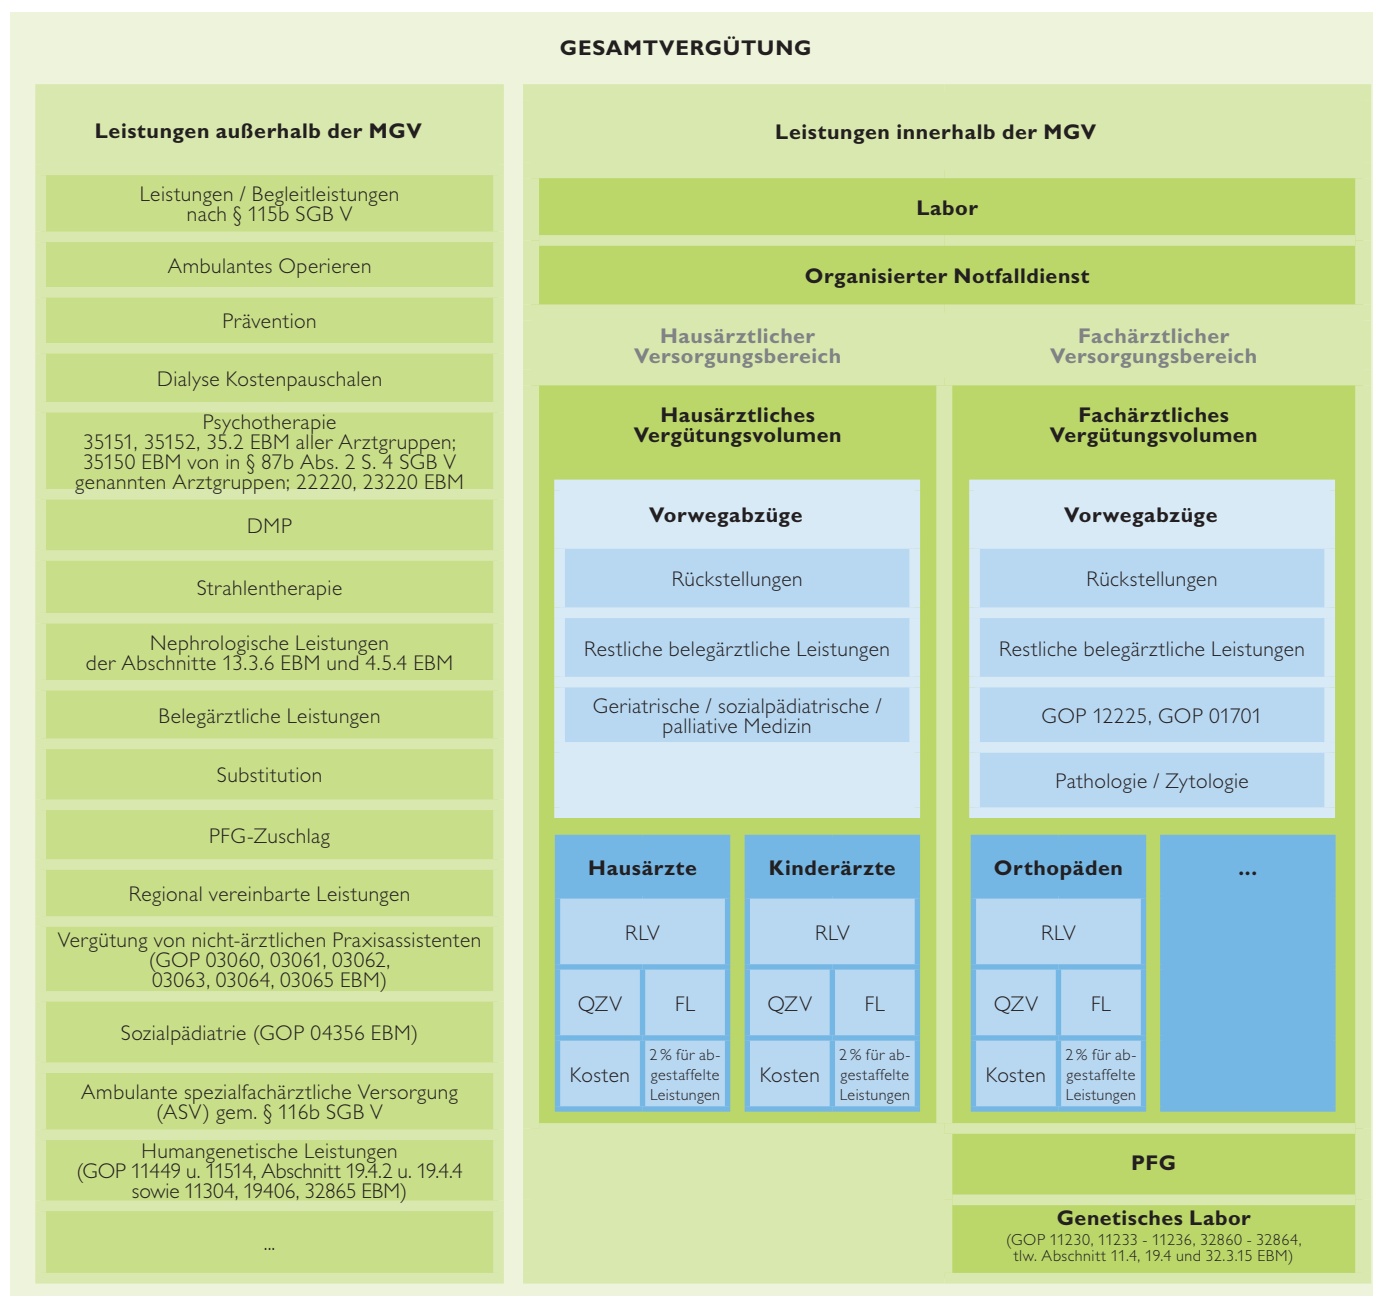 GESAMTVERGÜTUNG
Leistungen außerhalb der MGV
Leistungen / Begleitleistungen
nach § 115b SGB V
Ambulantes Operieren
Prävention
Dialyse Kostenpauschalen
Psychotherapie
35151, 35152, 35.2 EBM aller Arztgruppen;
35150 EBM von in § 87b Abs. 2 S. 4 SGB V
genannten Arztgruppen; 22220, 23220 EBM
DMP
Strahlentherapie
Nephrologische Leistungen
der Abschnitte 13.3.6 EBM und 4.5.4 EBM
Belegärztliche Leistungen
Substitution
PFG-Zuschlag
Regional vereinbarte Leistungen
Vergütung von nicht-ärztlichen Praxisassistenten
(GOP 03060, 03061, 03062,
03063, 03064, 03065 EBM)
Sozialpädiatrie (GOP 04356 EBM)
Ambulante spezialfachärztliche Versorgung
(ASV) gem. § 116b SGB V
Humangenetische Leistungen
(GOP 11449 u. 11514, Abschnitt 19.4.2 u. 19.4.4
sowie 11304, 19406, 32865 EBM)
...
Leistungen innerhalb der MGV
Labor
Organisierter Notfalldienst
Hausärztlicher
Versorgungsbereich
Hausärztliches
Vergütungsvolumen
Vorwegabzüge
Rückstellungen
Restliche belegärztliche Leistungen
Geriatrische / sozialpädiatrische /
palliative Medizin
Hausärzte
RLV
QZV
FL
Kosten
2 % für ab-
gestaffelte
Leistungen
Kinderärzte
RLV
QZV
FL
Kosten
2 % für ab-
gestaffelte
Leistungen
Fachärztlicher
Versorgungsbereich
Fachärztliches
Vergütungsvolumen
Vorwegabzüge
Rückstellungen
Restliche belegärztliche Leistungen
GOP 12225, GOP 01701
Pathologie / Zytologie
Orthopäden
RLV
QZV
FL
Kosten
2 % für ab-
gestaffelte
Leistungen
...
PFG
Genetisches Labor
(GOP 11230, 11233 - 11236, 32860 - 32864,
tlw. Abschnitt 11.4, 19.4 und 32.3.15 EBM)